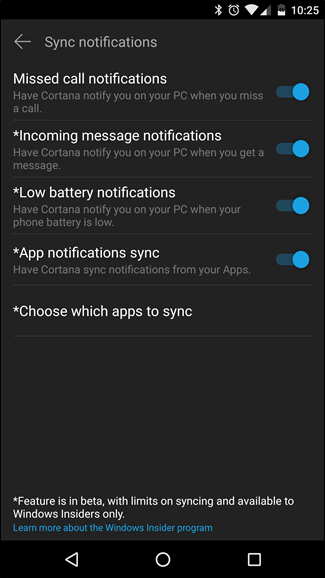 10:25
Sync notifications
Missed call notifications
Have Cortana notify you on your PC when you miss
a call.
*Incoming message notifications
Have Cortana notify you on your PC when you get a
message.
*Low battery notifications
Have Cortana notify you on your PC when your
phone battery is low.
*App notifications sync
Have Cortana sync notifications from your Apps.
*Choose which apps to sync
*Feature is in beta, with limits on syncing and available to
Windows Insiders only.
Learn more about the Windows Insider program